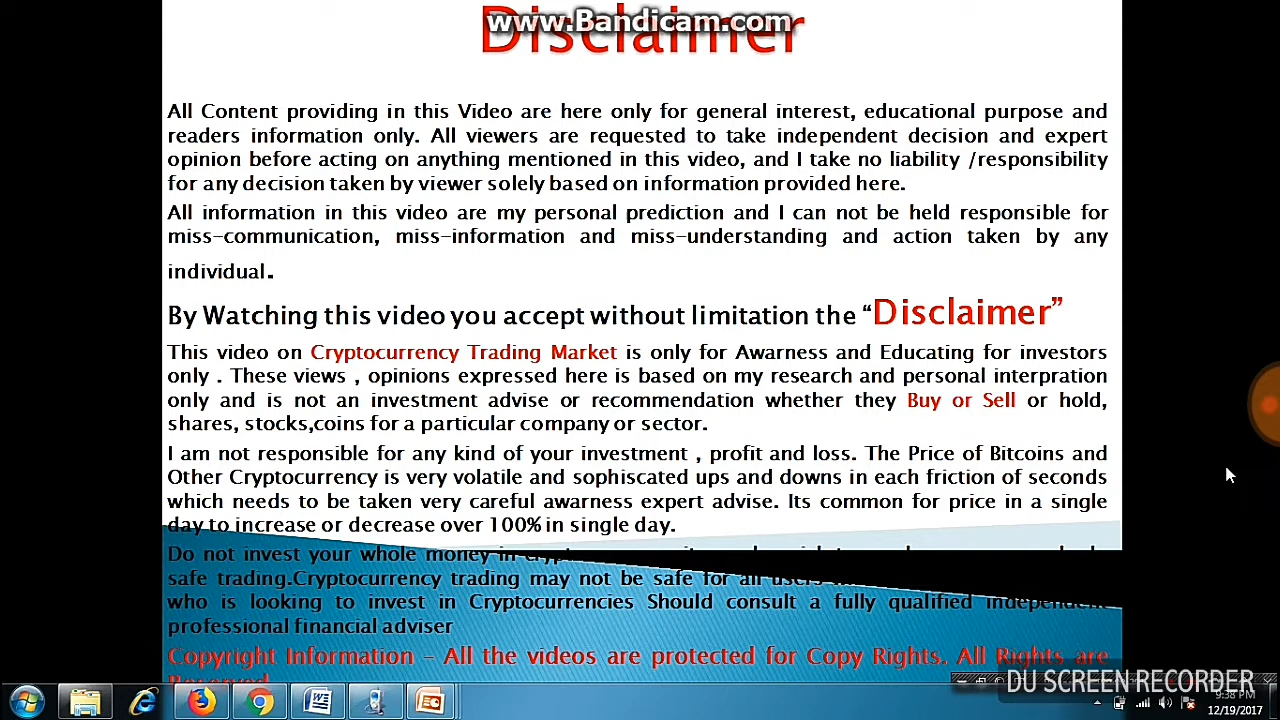 www.Bandicam.com
Disclaimer
All Content providing in this Video are here only for general interest, educational purpose and
readers information only. All viewers are requested to take independent decision and expert
opinion before acting on anything mentioned in this video, and I take no liability /responsibility
for any decision taken by viewer solely based on information provided here.
All information in this video are my personal prediction and I can not be held responsible for
miss-communication, miss-information and miss-understanding and action taken by any
individual.
By Watching this video you accept without limitation the “Disclaimer”
This video on Cryptocurrency Trading Market is only for Awarness and Educating for investors
only . These views , opinions expressed here is based on my research and personal interpration
only and is not an investment advise or recommendation whether they Buy or Sell or hold,
shares, stocks,coins for a particular company or sector.
I am not responsible for any kind of your investment , profit and loss. The Price of Bitcoins and
Other Cryptocurrency is very volatile and sophiscated ups and downs in each friction of seconds
which needs to be taken very careful awarness expert advise. Its common for price in a single
day to increase or decrease over 100% in single day.
Do not invest your whole money in
safe trading.Cryptocurrency trading may not be safe for all users
who is looking to invest in Cryptocurrencies Should consult a fully qualified independent
professional financial adviser
Copyright Information – All the videos are protected for Copy Rights. All Rights are
Reserved
DU SCREEN RECORDER
9:38 PM
12/19/2017